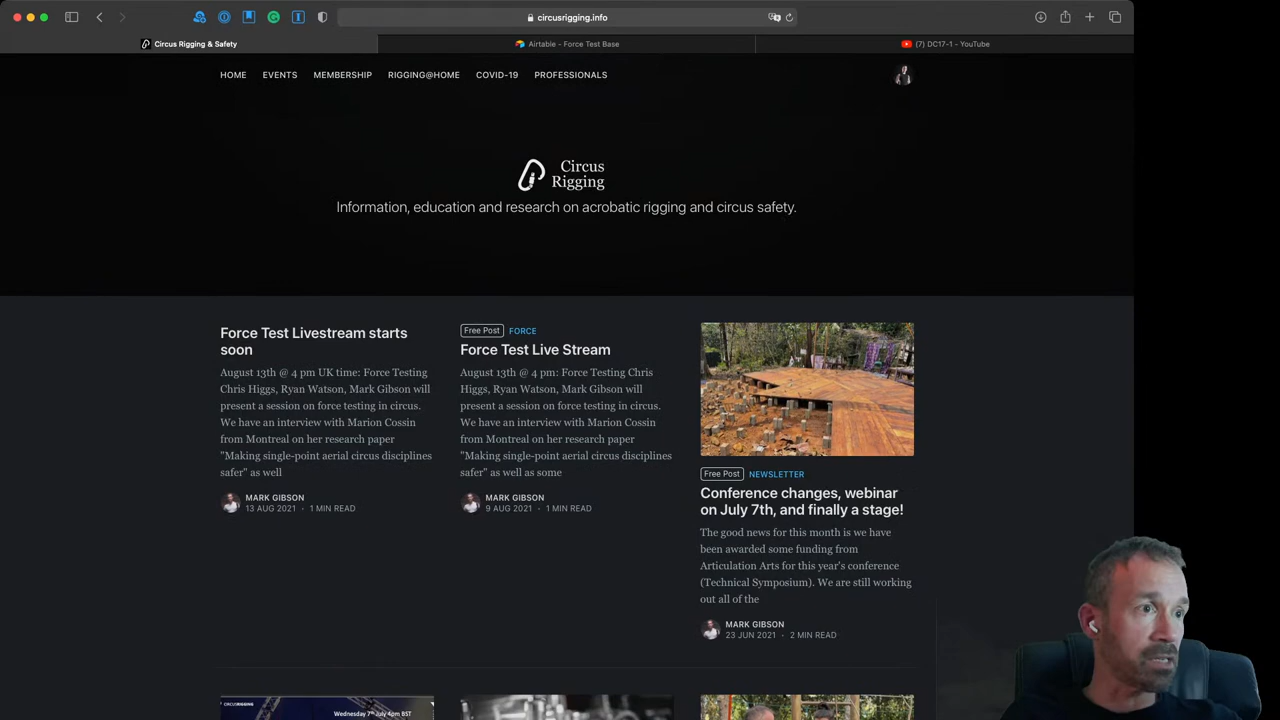 circusrigging.info
Circus Rigging & Safety
Airtable - Force Test Base
(7) DC17-1 - YouTube
HOME
EVENTS
MEMBERSHIP
RIGGING@HOME
COVID-19
PROFESSIONALS
Circus
Rigging
Information, education and research on acrobatic rigging and circus safety.
Force Test Livestream starts
soon
August 13th @ 4 pm UK time: Force Testing
Chris Higgs, Ryan Watson, Mark Gibson will
present a session on force testing in circus.
We have an interview with Marion Cossin
from Montreal on her research paper
"Making single-point aerial circus disciplines
safer" as well
MARK GIBSON
13 AUG 2021 · 1 MIN READ
Free Post FORCE
Force Test Live Stream
August 13th @ 4 pm: Force Testing Chris
Higgs, Ryan Watson, Mark Gibson will
present a session on force testing in circus.
We have an interview with Marion Cossin
from Montreal on her research paper
"Making single-point aerial circus disciplines
safer" as well as some
MARK GIBSON
9 AUG 2021 · 1 MIN READ
Free Post NEWSLETTER
Conference changes, webinar
on July 7th, and finally a stage!
The good news for this month is we have
been awarded some funding from
Articulation Arts for this year's conference
(Technical Symposium). We are still working
out all of the
MARK GIBSON
23 JUN 2021 · 2 MIN READ
CIRCUSRIGGING
Wednesday 7th July 4pm BST